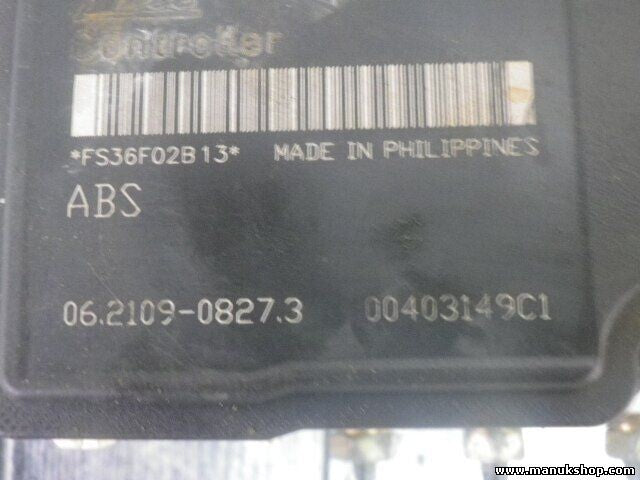 Controller
*FS36F02B13* MADE IN PHILIPPINES
ABS
06.2109-0827.3 00403149C1
www.manukshop.com